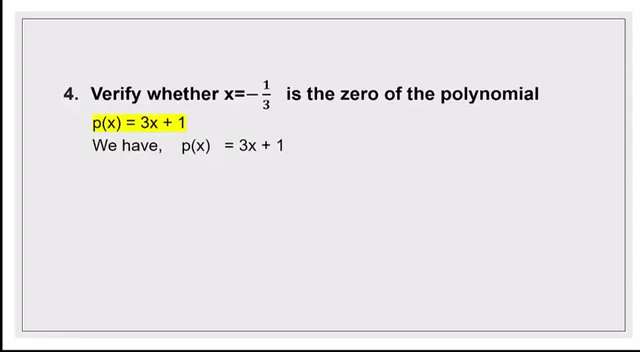 4. Verify whether x=−1/3 is the zero of the polynomial
p(x) = 3x + 1
We have, p(x) = 3x + 1